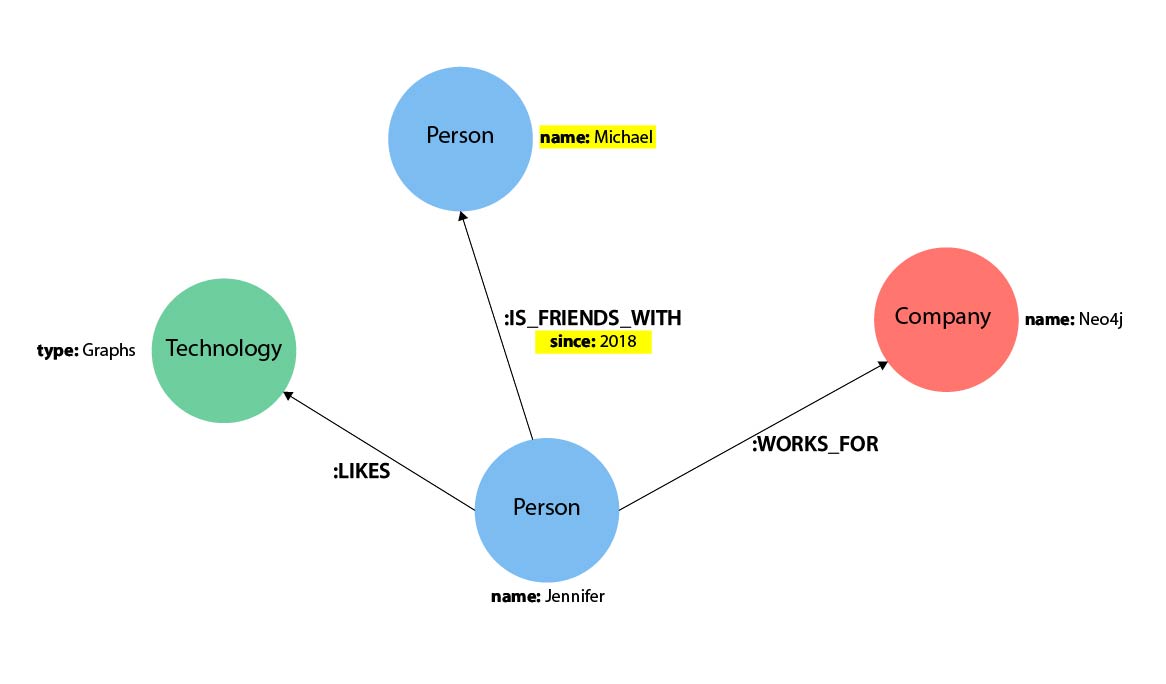 Person
name: Michael
:IS_FRIENDS_WITH
since: 2018
Company
name: Neo4j
type: Graphs
Technology
:WORKS_FOR
:LIKES
Person
name: Jennifer